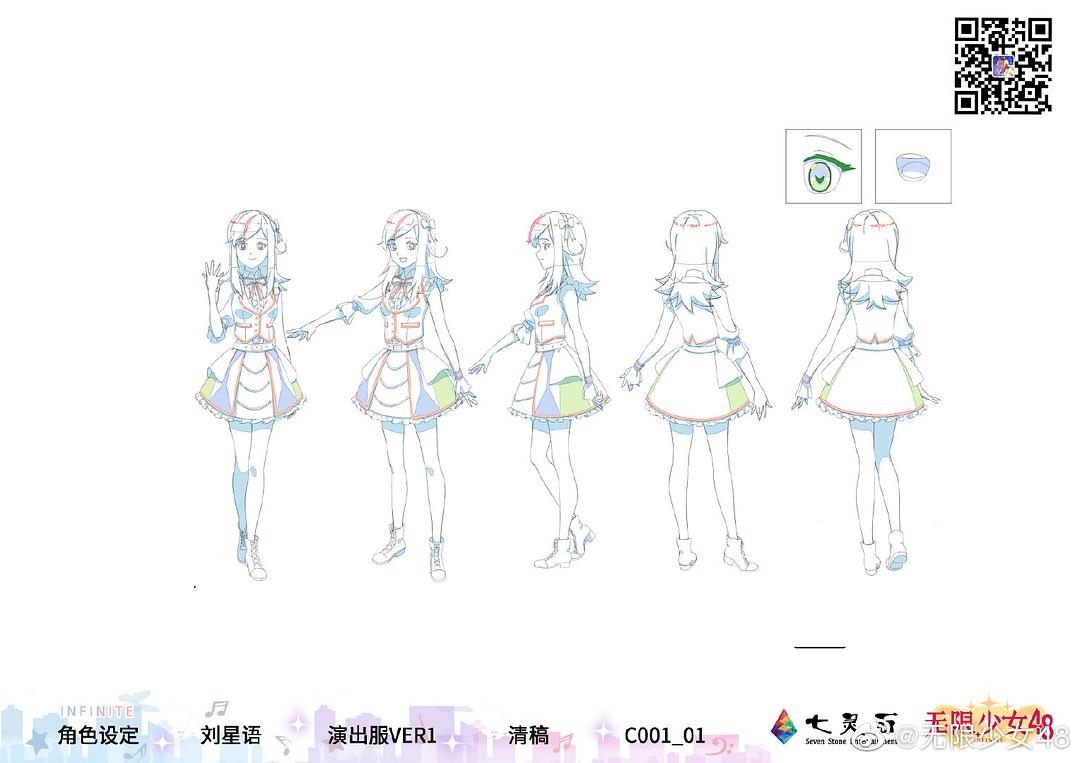 INFINITE
角色设定
刘星语
演出服VER1
清稿
C001_01
七灵石
Seven Stone Entertainment
无限少女48
@无限少女48